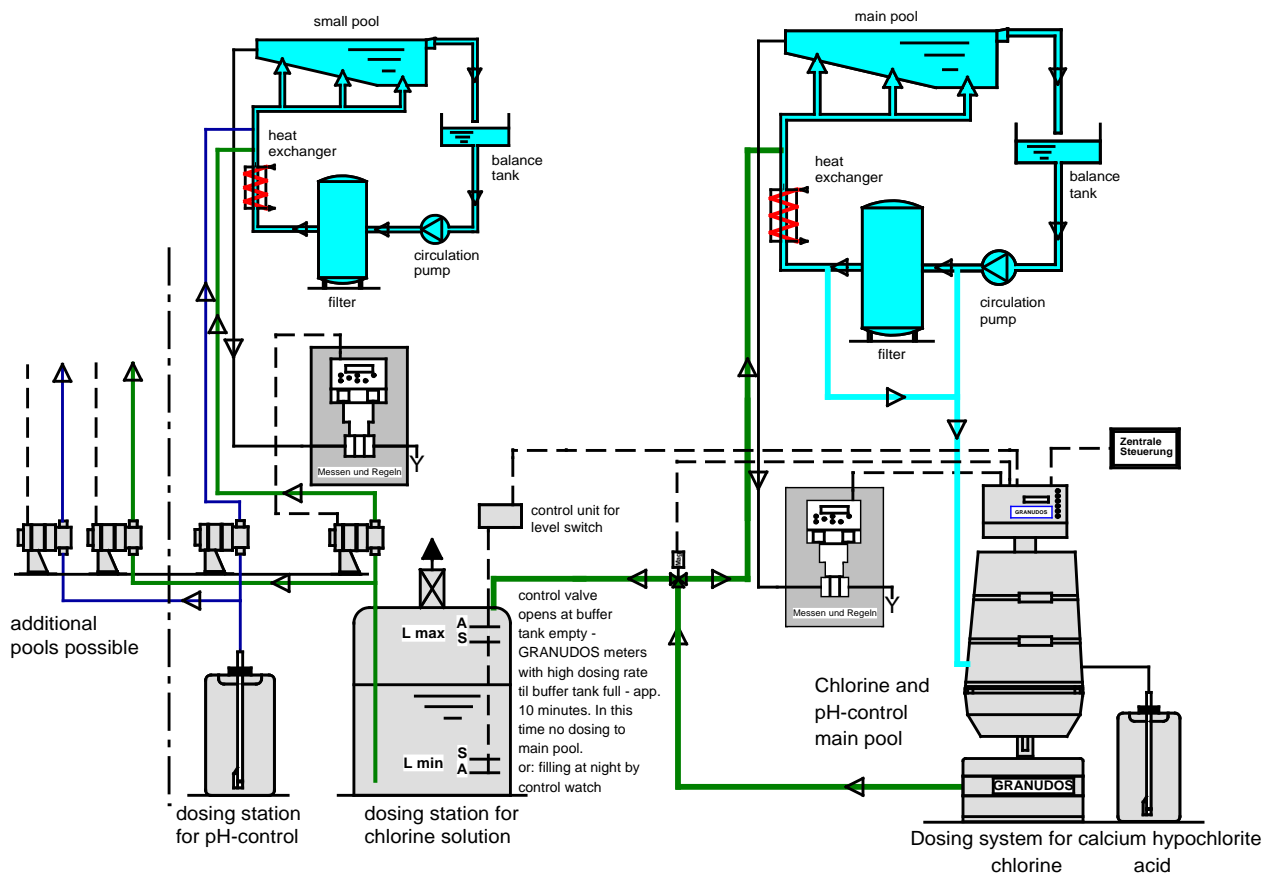 small pool
main pool
heat
exchanger
balance
tank
circulation
pump
filter
heat
exchanger
balance
tank
circulation
pump
filter
Messen und Regeln
Zentrale
Steuerung
GRANUDOS
control unit for
level switch
Man
Messen und Regeln
additional
pools possible
L max
A
S
L min
S
A
control valve
opens at buffer
tank empty -
GRANUDOS meters
with high dosing rate
til buffer tank full - app.
10 minutes. In this
time no dosing to
main pool.
or: filling at night by
control watch
Chlorine and
pH-control
main pool
GRANUDOS
dosing station
for pH-control
dosing station for
chlorine solution
Dosing system for calcium hypochlorite
chlorine
acid